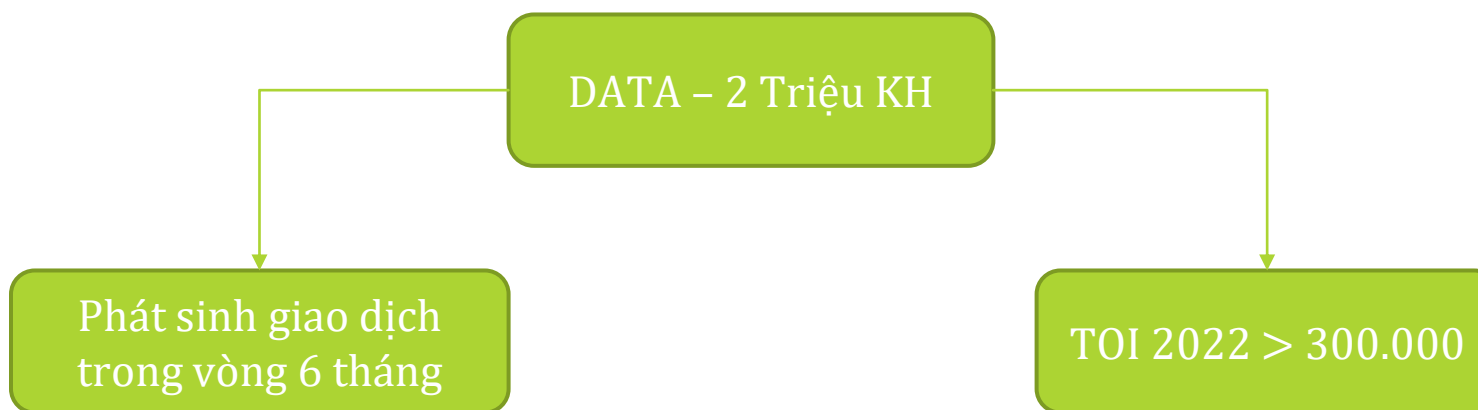 DATA – 2 Triệu KH
Phát sinh giao dịch
trong vòng 6 tháng
TOI 2022 > 300.000